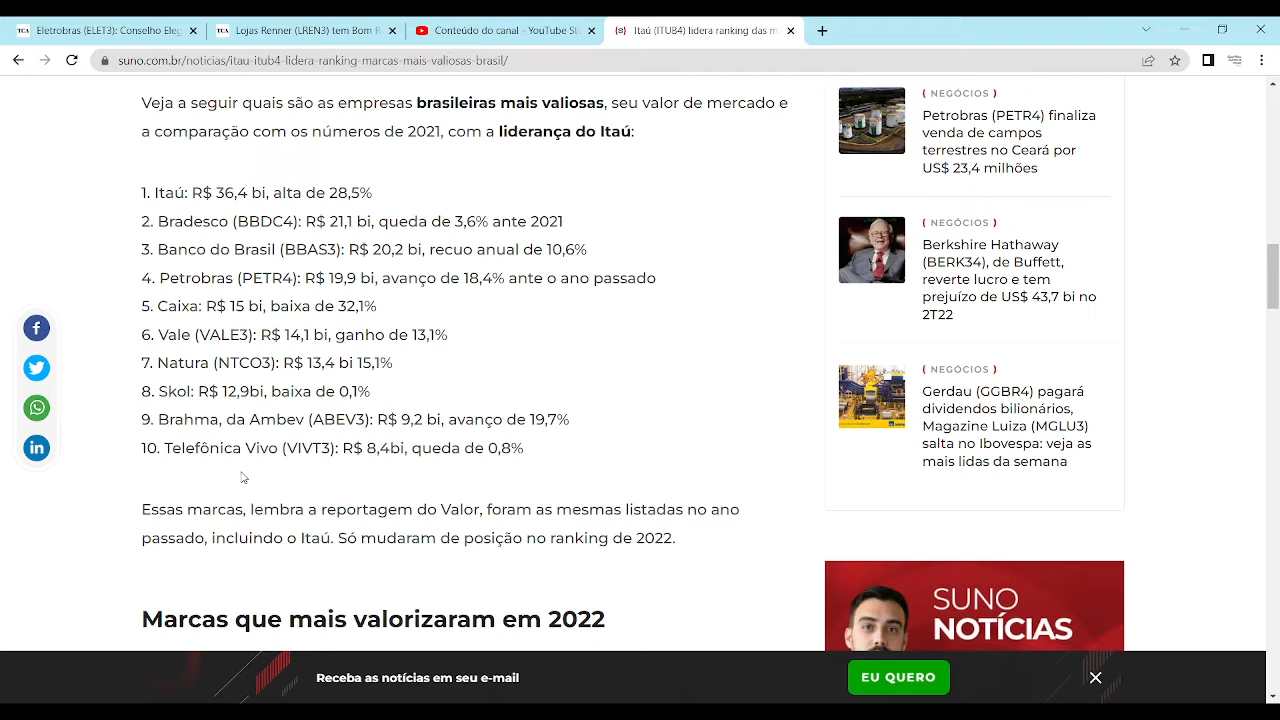 Eletrobras (ELET3): Conselho Eleg
Lojas Renner (LREN3) tem Bom R
Conteúdo do canal - YouTube St
Itaú (ITUB4) lidera ranking das m
suno.com.br/noticias/itau-itub4-lidera-ranking-marcas-mais-valiosas-brasil/
Veja a seguir quais são as empresas brasileiras mais valiosas, seu valor de mercado e
a comparação com os números de 2021, com a liderança do Itaú:
1. Itaú: R$ 36,4 bi, alta de 28,5%
2. Bradesco (BBDC4): R$ 21,1 bi, queda de 3,6% ante 2021
3. Banco do Brasil (BBAS3): R$ 20,2 bi, recuo anual de 10,6%
4. Petrobras (PETR4): R$ 19,9 bi, avanço de 18,4% ante o ano passado
5. Caixa: R$ 15 bi, baixa de 32,1%
6. Vale (VALE3): R$ 14,1 bi, ganho de 13,1%
7. Natura (NTCO3): R$ 13,4 bi 15,1%
8. Skol: R$ 12,9bi, baixa de 0,1%
9. Brahma, da Ambev (ABEV3): R$ 9,2 bi, avanço de 19,7%
10. Telefônica Vivo (VIVT3): R$ 8,4bi, queda de 0,8%
Essas marcas, lembra a reportagem do Valor, foram as mesmas listadas no ano
passado, incluindo o Itaú. Só mudaram de posição no ranking de 2022.
Marcas que mais valorizaram em 2022
( NEGÓCIOS )
Petrobras (PETR4) finaliza
venda de campos
terrestres no Ceará por
US$ 23,4 milhões
( NEGÓCIOS )
Berkshire Hathaway
(BERK34), de Buffett,
reverte lucro e tem
prejuízo de US$ 43,7 bi no
2T22
( NEGÓCIOS )
Gerdau (GGBR4) pagará
dividendos bilionários,
Magazine Luiza (MGLU3)
salta no Ibovespa: veja as
mais lidas da semana
SUNO
NOTÍCIAS
Receba as notícias em seu e-mail
EU QUERO